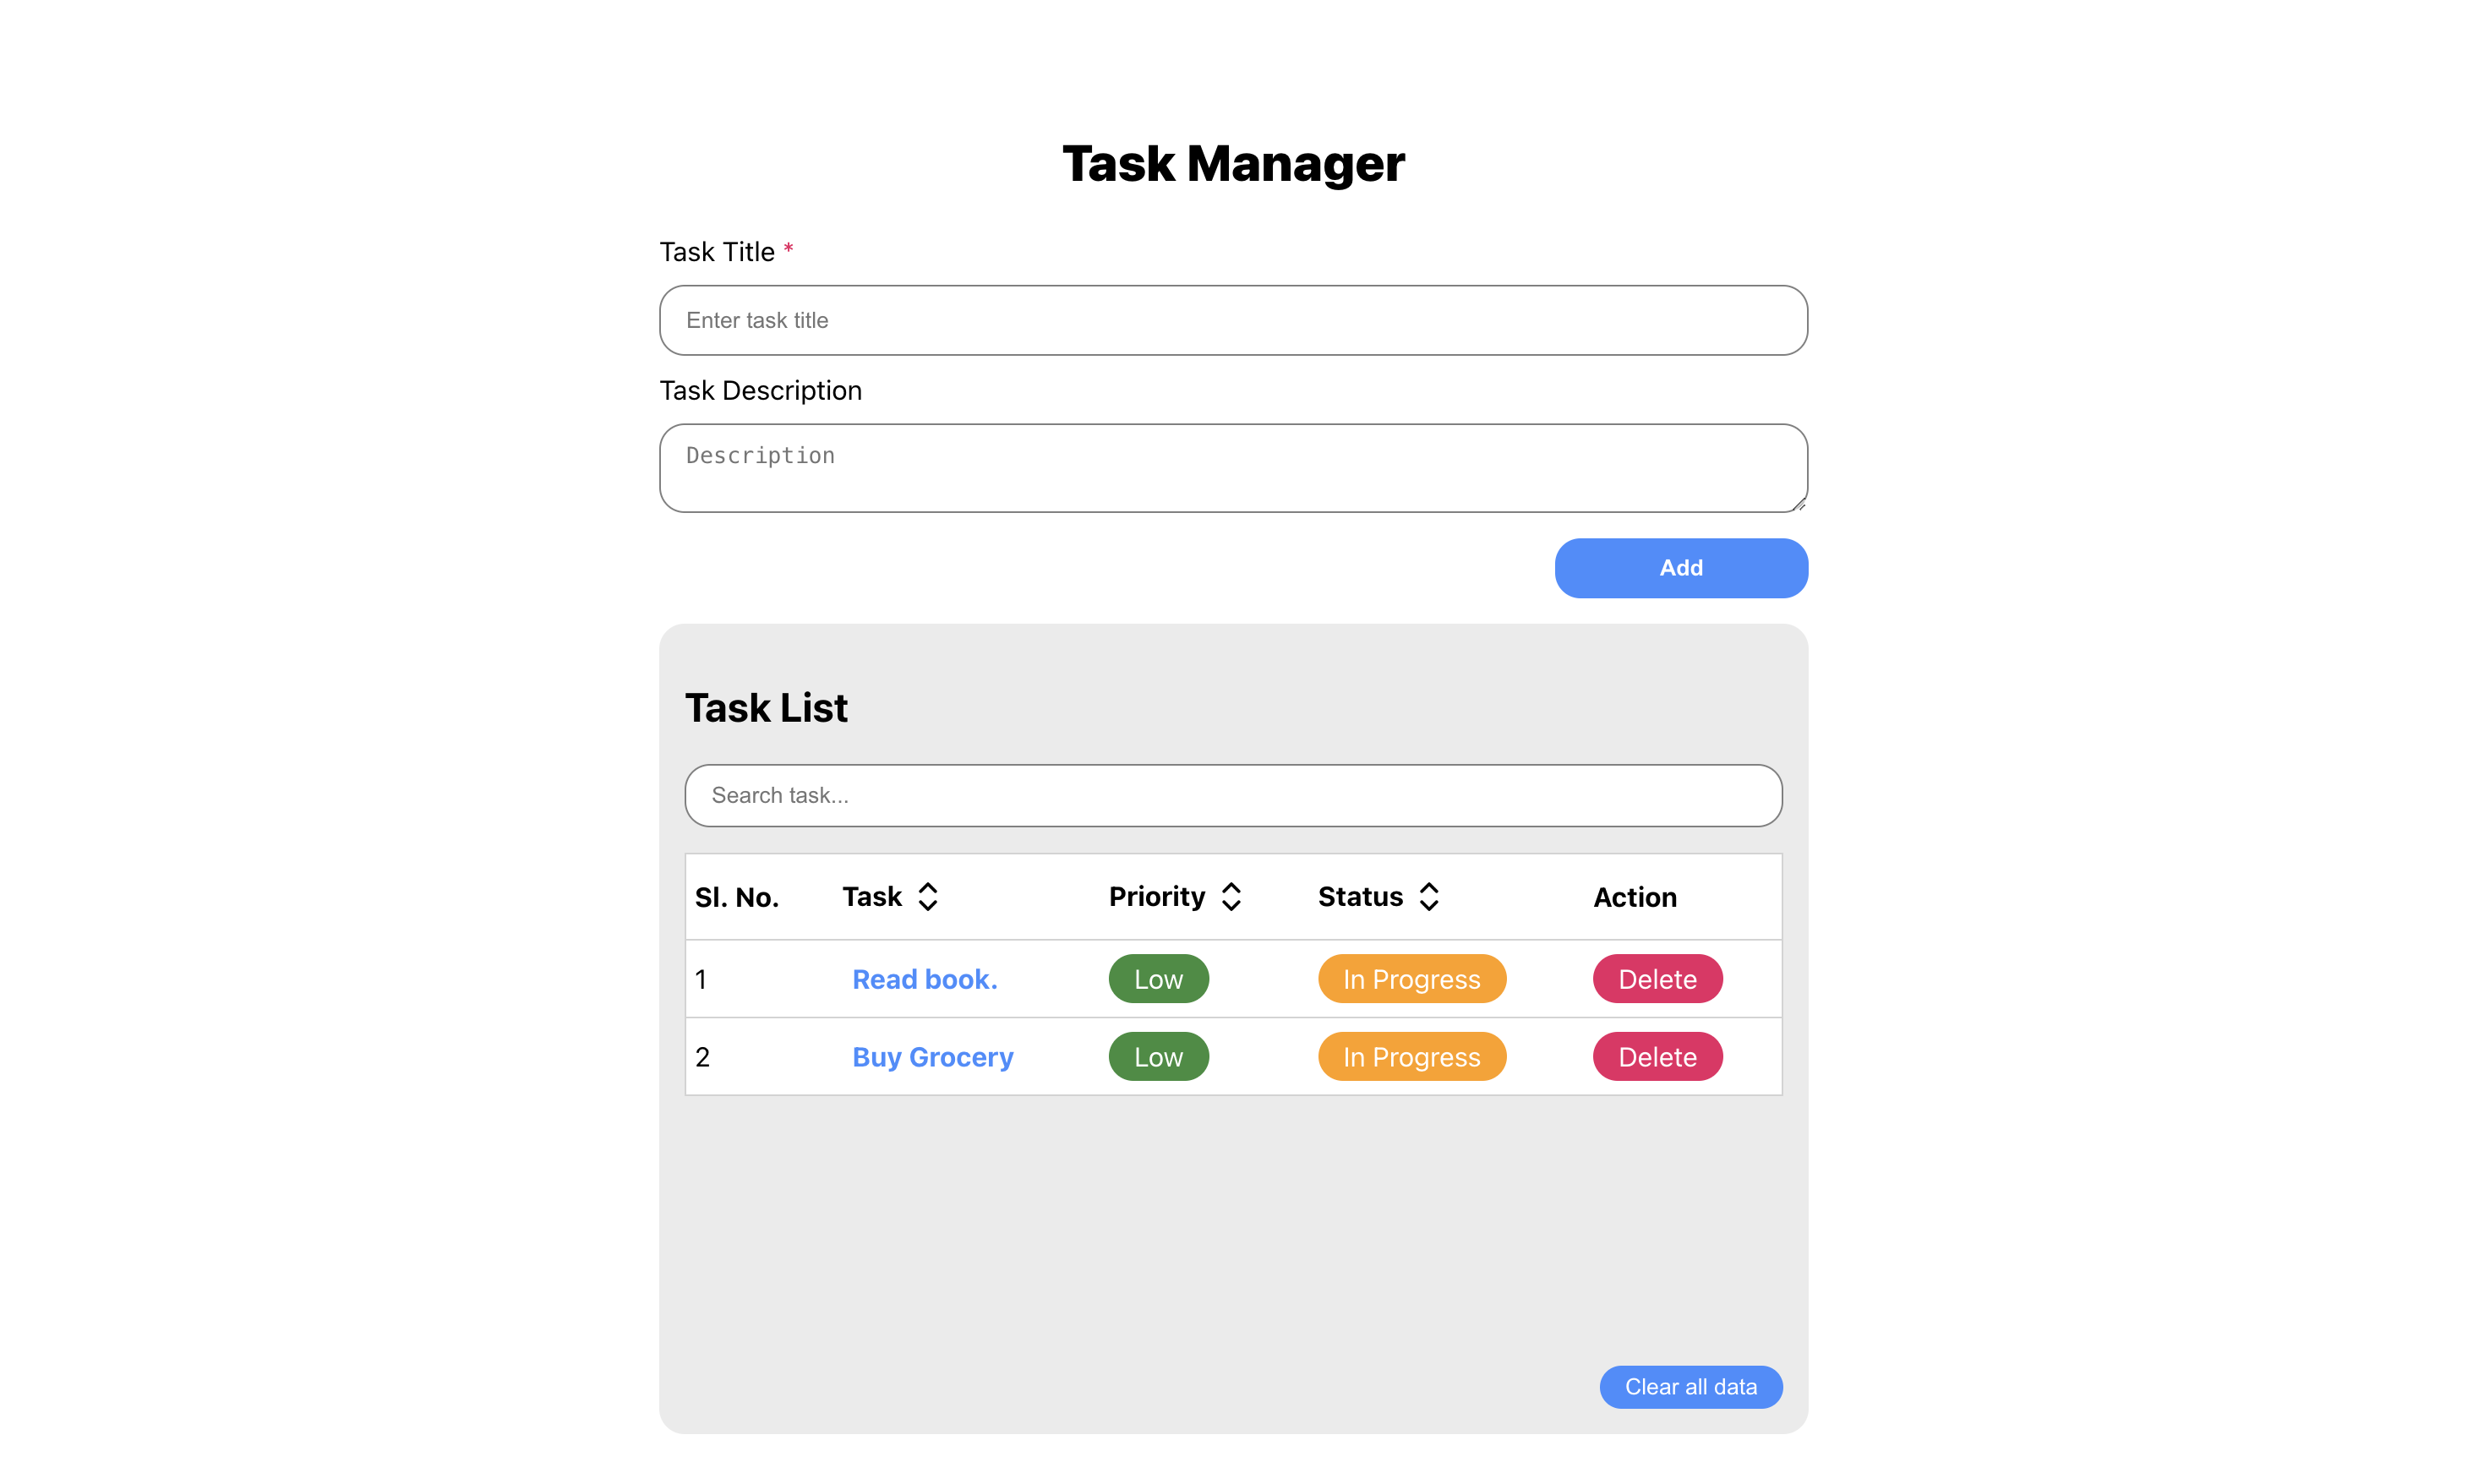 Task Manager
Task Title *
Enter task title
Task Description
Description
Add
Task List
Search task...
Sl. No. Task Priority Status Action
1 Read book. Low In Progress Delete
2 Buy Grocery Low In Progress Delete
Clear all data